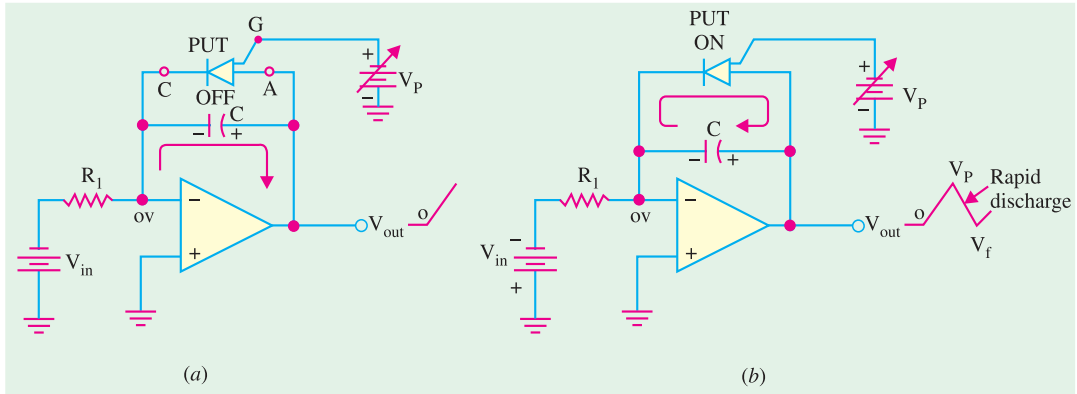 G
PUT
+
V_P
-
C
A
OFF
C
- +
R_1
ov
-
+
V_in
V_out
o
(a)
PUT
ON
+
V_P
-
C
- +
R_1
ov
-
+
-
V_in
+
V_out
o
V_P
Rapid
discharge
V_f
(b)